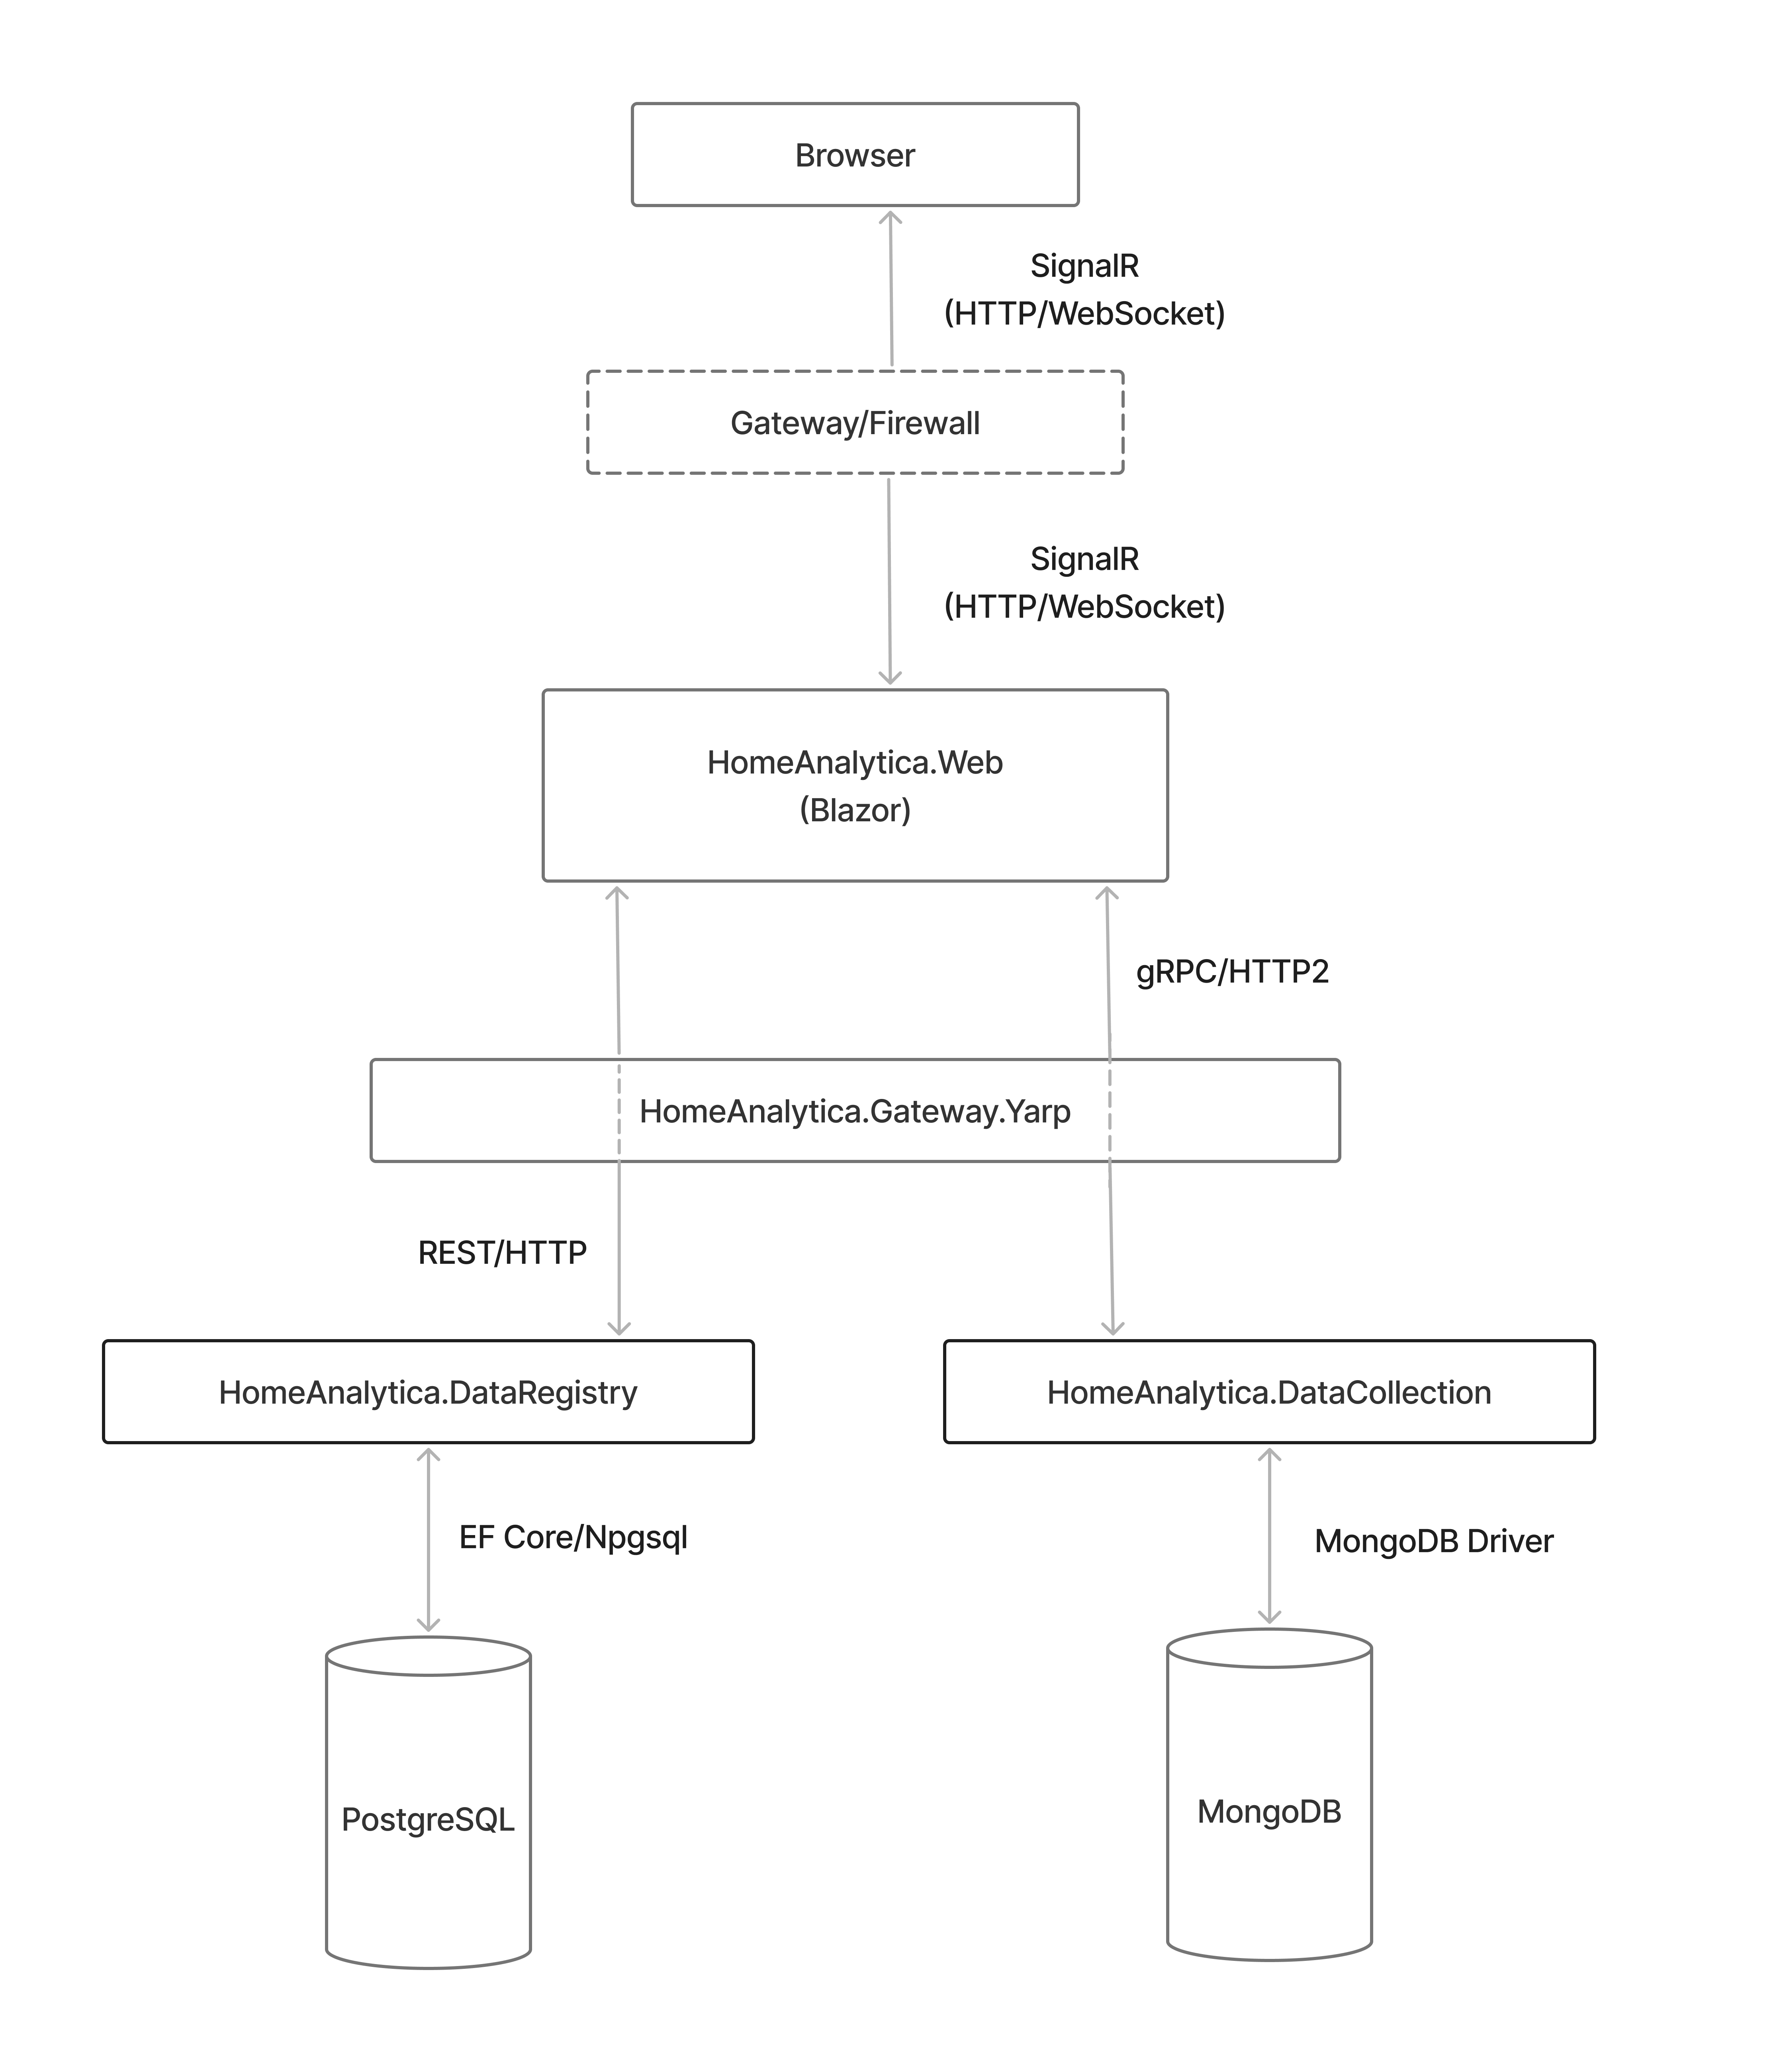 Browser
SignalR
(HTTP/WebSocket)
Gateway/Firewall
SignalR
(HTTP/WebSocket)
HomeAnalytica.Web
(Blazor)
gRPC/HTTP2
HomeAnalytica.Gateway.Yarp
REST/HTTP
HomeAnalytica.DataRegistry
HomeAnalytica.DataCollection
EF Core/Npgsql
MongoDB Driver
PostgreSQL
MongoDB